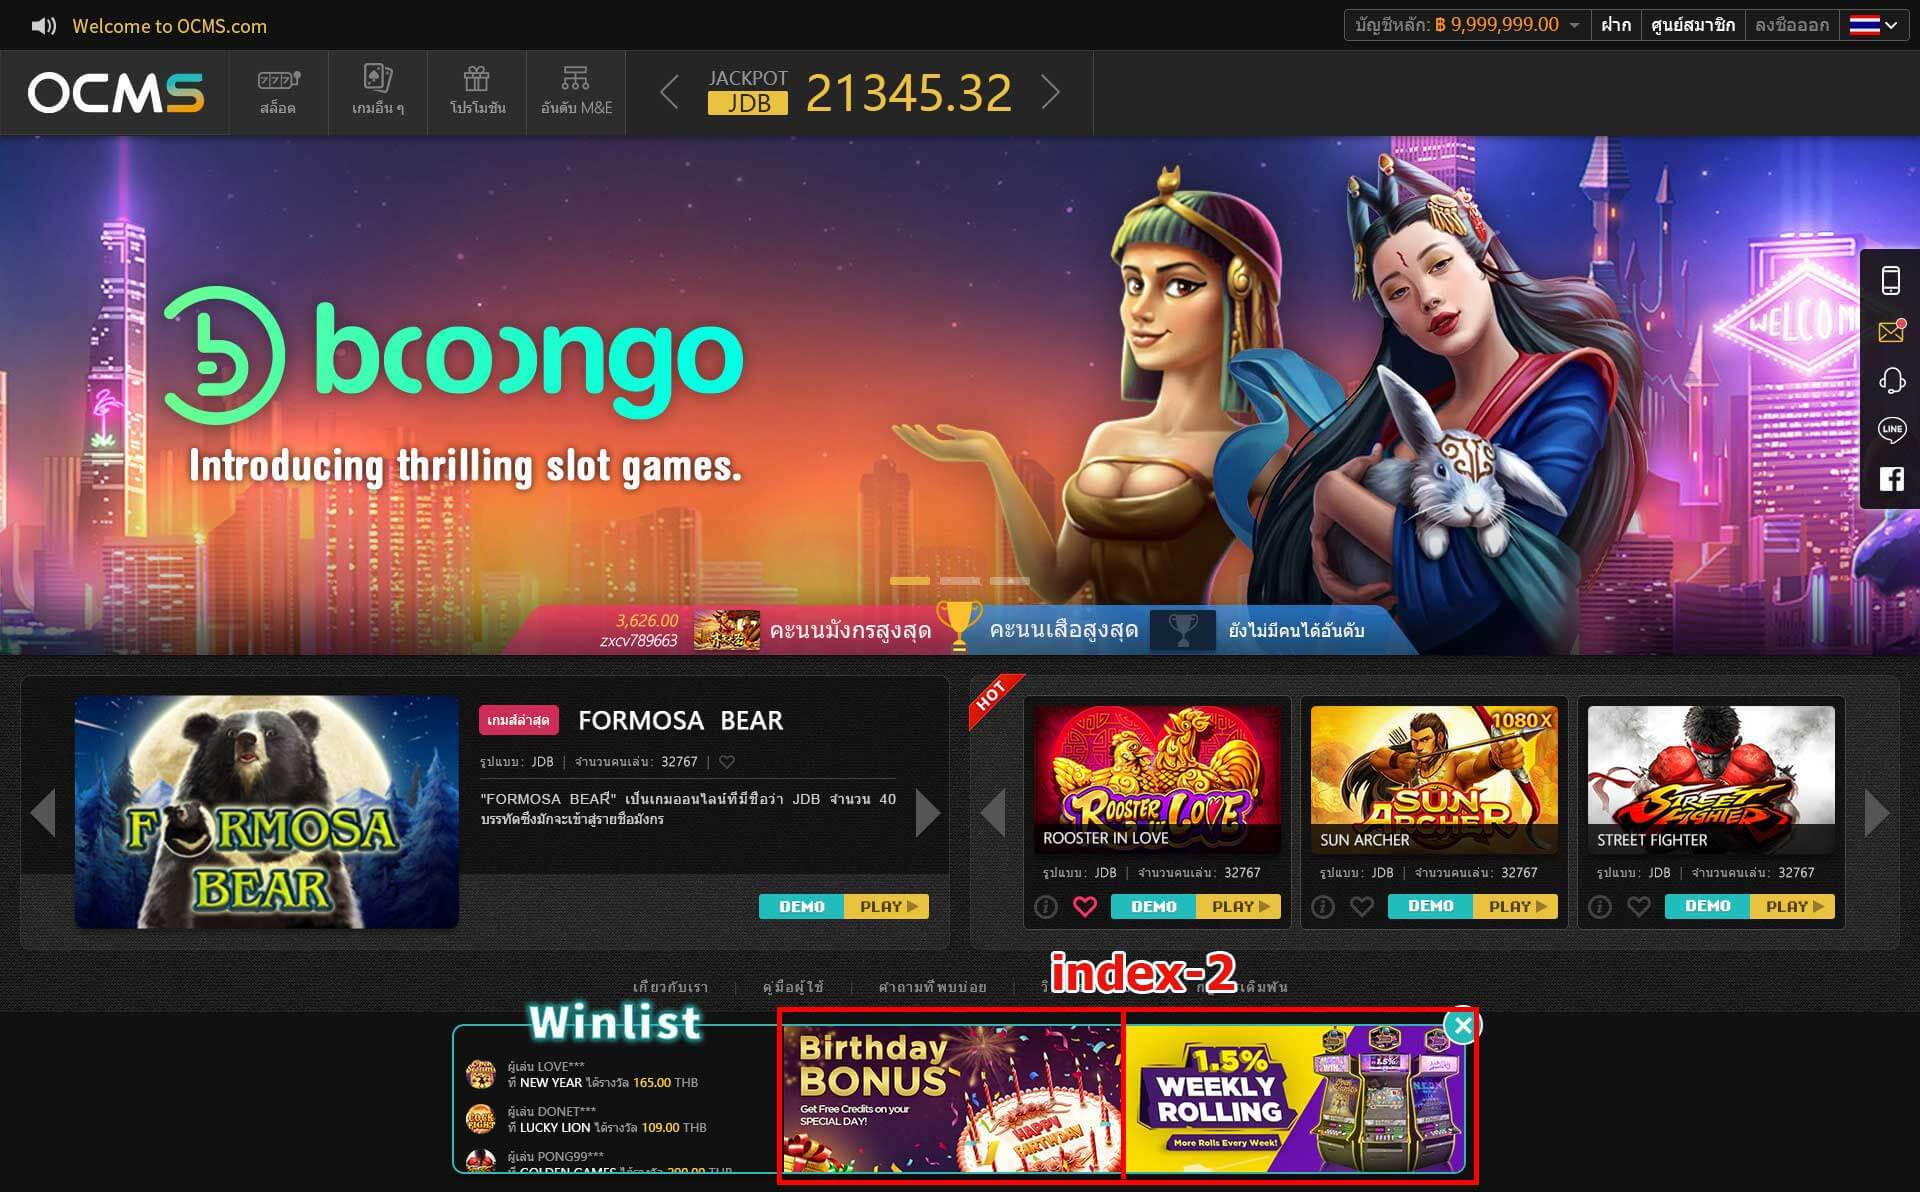 Welcome to OCMS.com
บัญชีหลัก: ฿ 9,999,999.00
ฝาก
ศูนย์สมาชิก
ลงชื่อออก
OCMS
777
สล็อต
เกมอื่น ๆ
โปรโมชัน
อันดับ M&E
JACKPOT
JDB
21345.32
booongo
Introducing thrilling slot games.
WELCOM
LINE
3,626.00
zxcv789663
คะแนนมังกรสูงสุด
คะแนนเสือสูงสุด
ยังไม่มีคนได้อันดับ
FORMOSA
BEAR
เกมส์ล่าสุด
FORMOSA BEAR
รูปแบบ: JDB | จำนวนคนเล่น: 32767 |
"FORMOSA BEAR" เป็นเกมออนไลน์ที่มีชื่อว่า JDB จำนวน 40
บรรทัดซึ่งมักจะเข้าสู่รายชื่อมังกร
DEMO
PLAY
HOT
ROOSTER IN LOVE
ROOSTER IN LOVE
รูปแบบ: JDB | จำนวนคนเล่น: 32767
DEMO
PLAY
1080X
SUN ARCHER
SUN ARCHER
รูปแบบ: JDB | จำนวนคนเล่น: 32767
DEMO
PLAY
STREET FIGHTER
STREET FIGHTER
รูปแบบ: JDB | จำนวนคนเล่น: 32767
DEMO
PLAY
index-2
เกี่ยวกับเรา
คู่มือผู้ใช้
คำถามที่พบบ่อย
Winlist
ผู้เล่น LOVE***
ที่ NEW YEAR ได้รางวัล 165.00 THB
ผู้เล่น DONET***
ที่ LUCKY LION ได้รางวัล 109.00 THB
ผู้เล่น PONG99***
ที่ GOLDEN GAMES ได้รางวัล 200.00 THB
Birthday
BONUS
Get Free Credits on your
SPECIAL DAY!
HAPPY
BIRTHDAY
1.5%
WEEKLY
ROLLING
More Rolls Every Week!